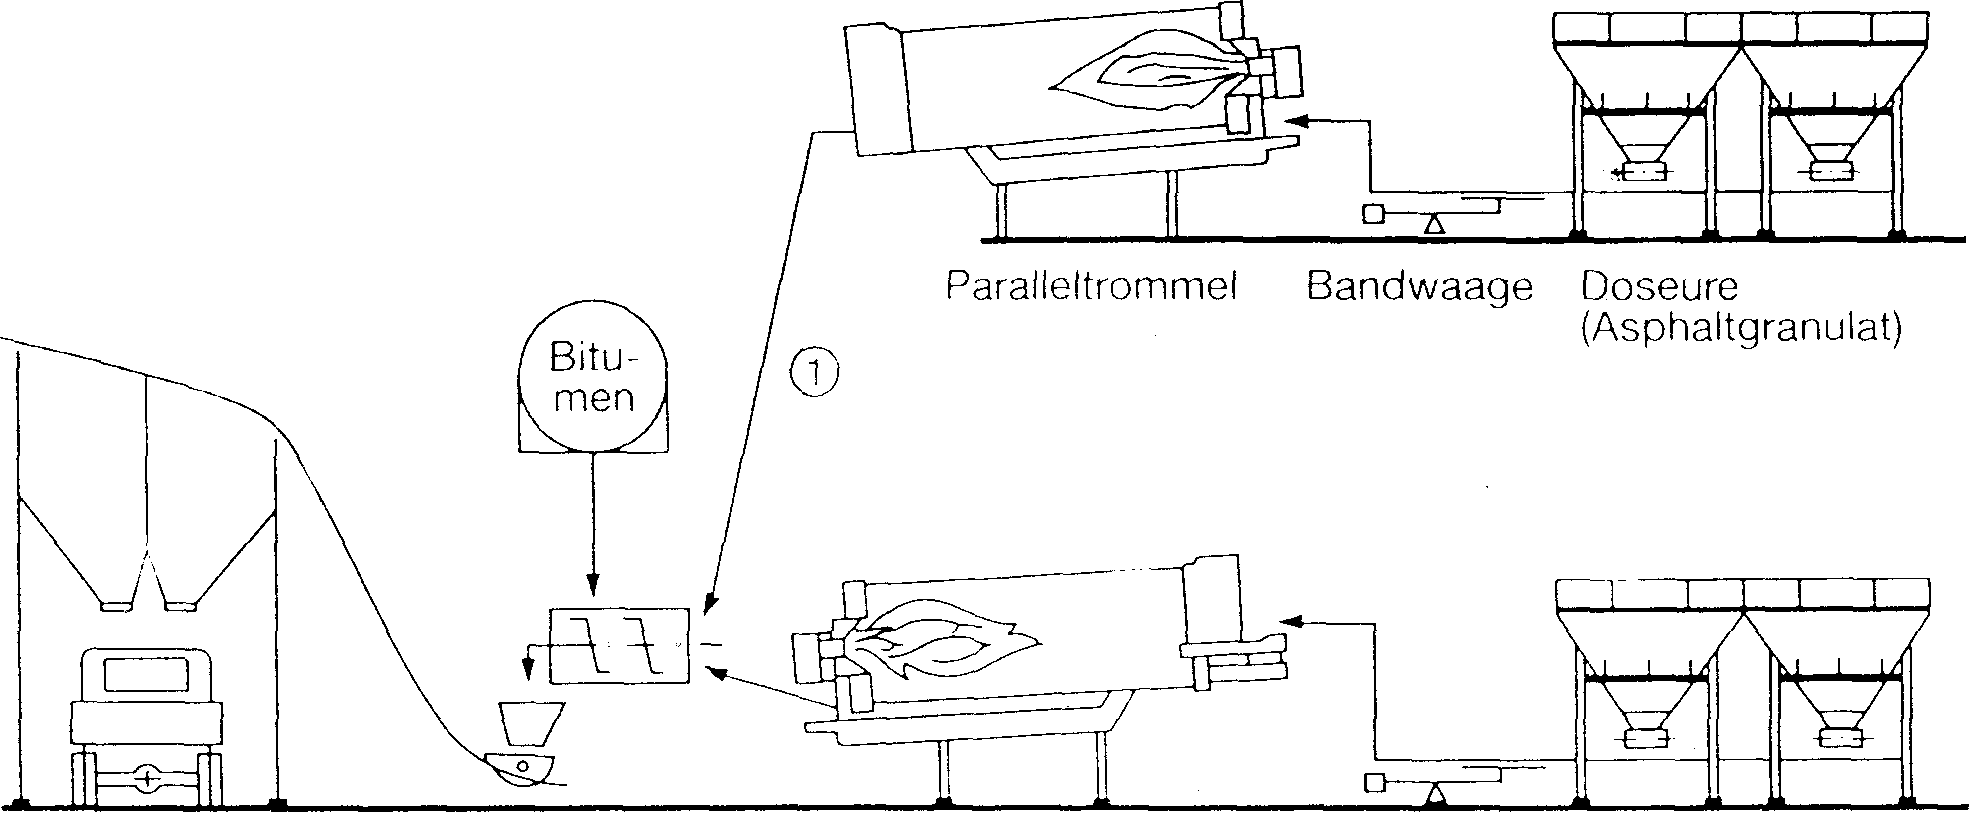 Paralleltrommel
Bandwaage
Doseure
(Asphaltgranulat)
Bitu-
men
1